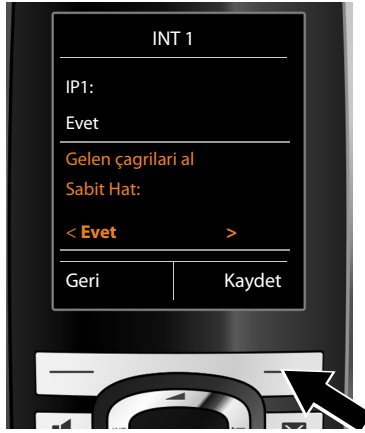 INT 1
IP1:
Evet
Gelen çagrilari al
Sabit Hat:
< Evet >
Geri Kaydet